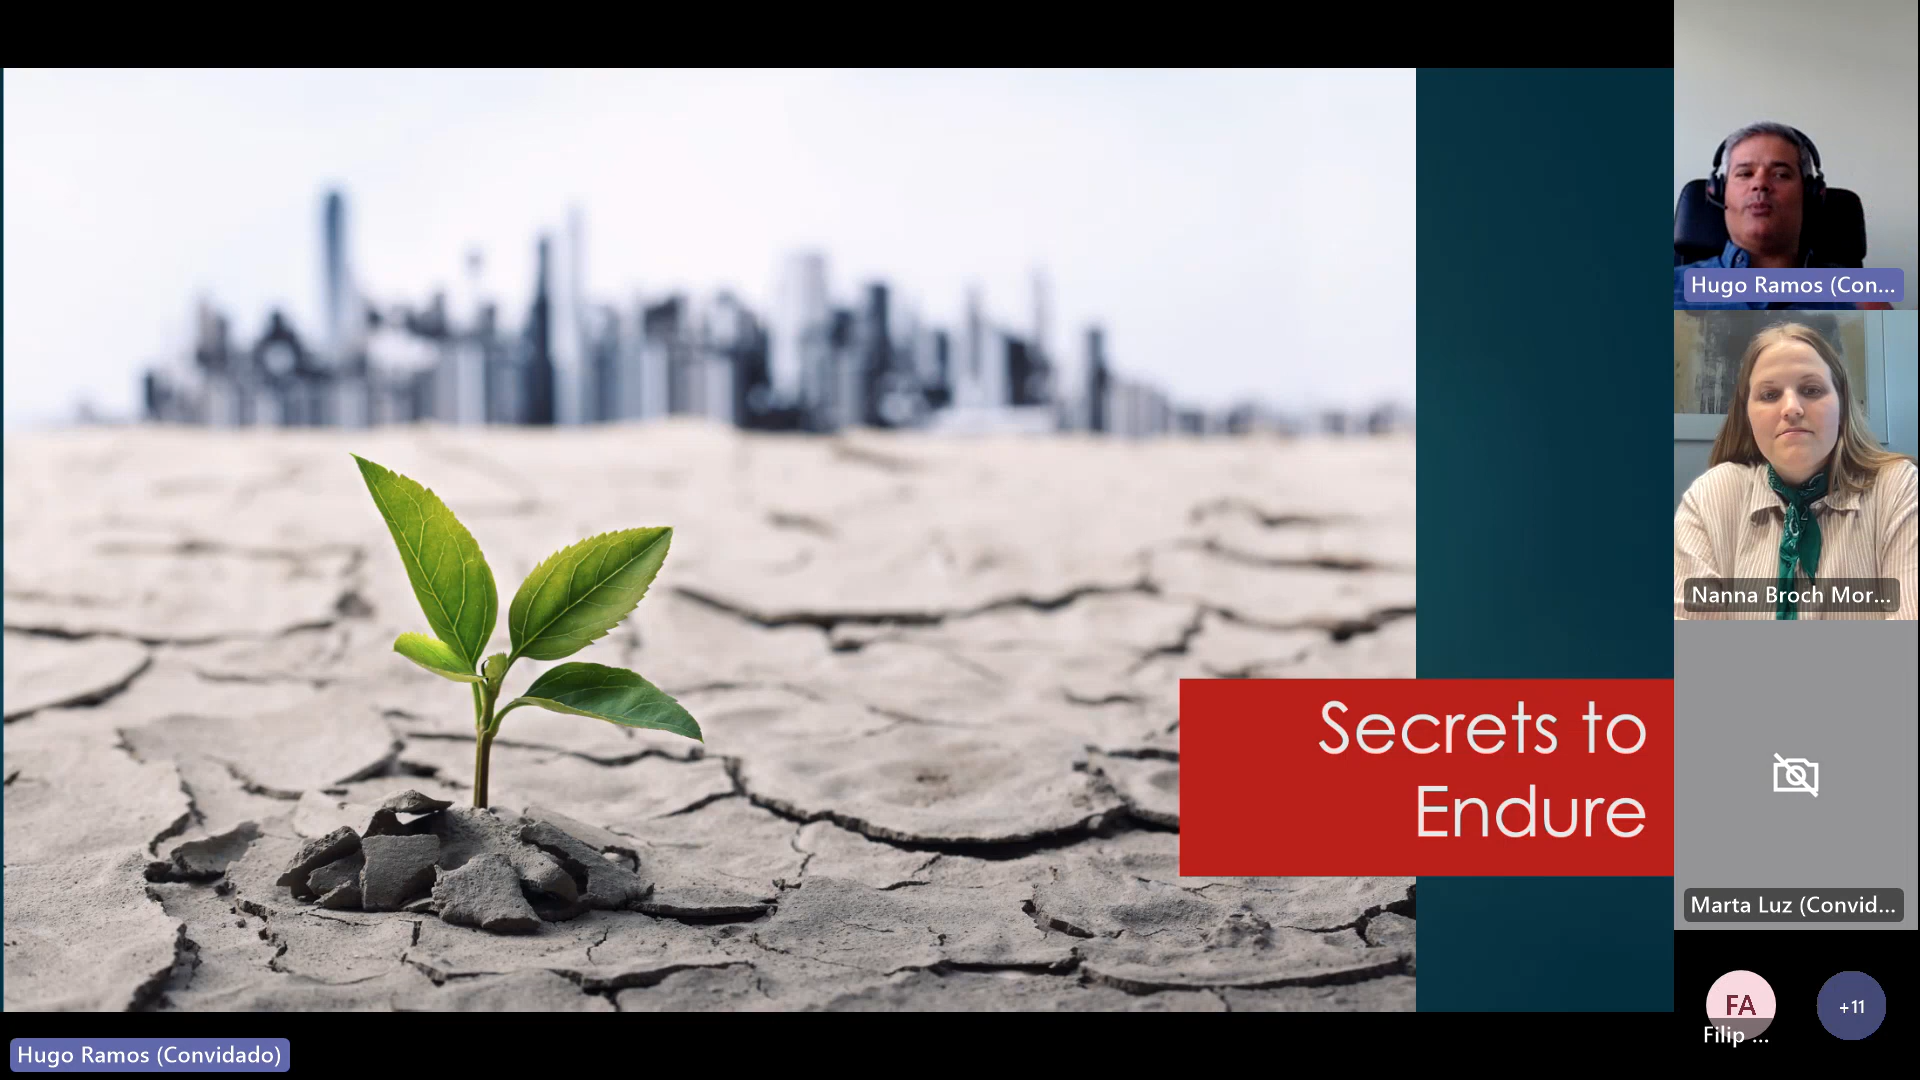 Secrets to
Endure
Hugo Ramos (Con...
Nanna Broch Mor...
Marta Luz (Convid...
FA
Filip ...
+11
Hugo Ramos (Convidado)